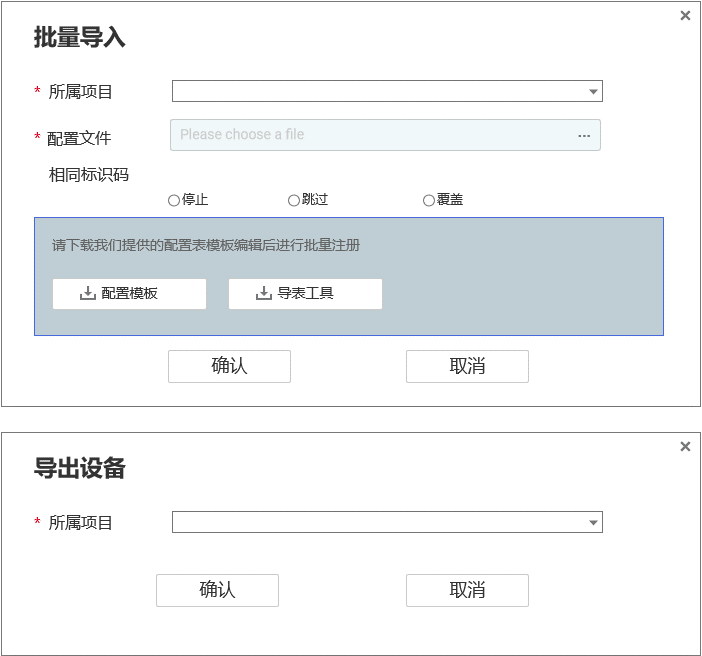 批量导入
* 所属项目
* 配置文件 Please choose a file ...
相同标识码
停止 跳过 覆盖
请下载我们提供的配置表模板编辑后进行批量注册
配置模板 导表工具
确认 取消
导出设备
* 所属项目
确认 取消